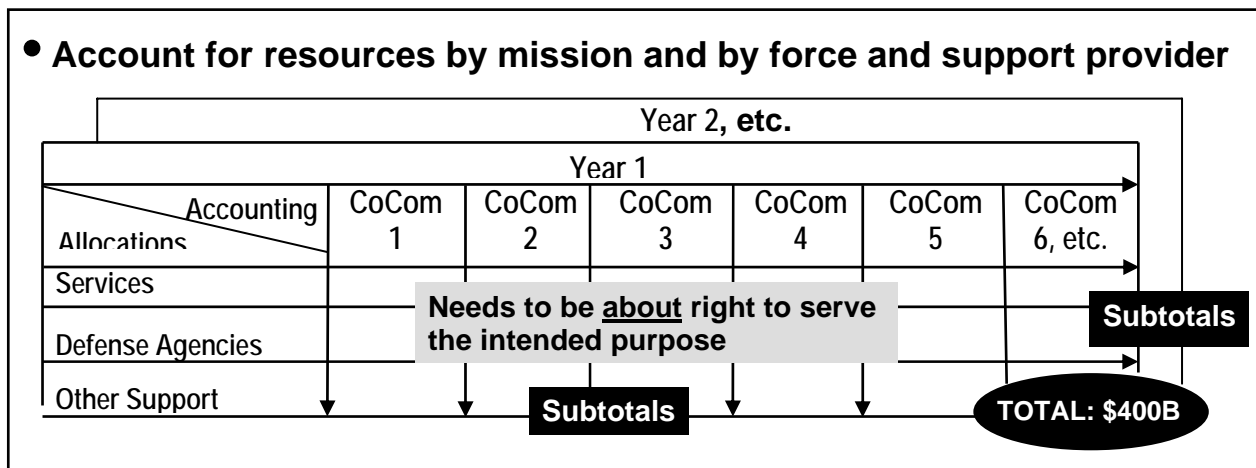 • Account for resources by mission and by force and support provider
Year 2, etc.
Year 1
Accounting
Allocations
CoCom 1
CoCom 2
CoCom 3
CoCom 4
CoCom 5
CoCom 6, etc.
Services
Needs to be about right to serve
the intended purpose
Subtotals
Defense Agencies
Other Support
Subtotals
TOTAL: $400B